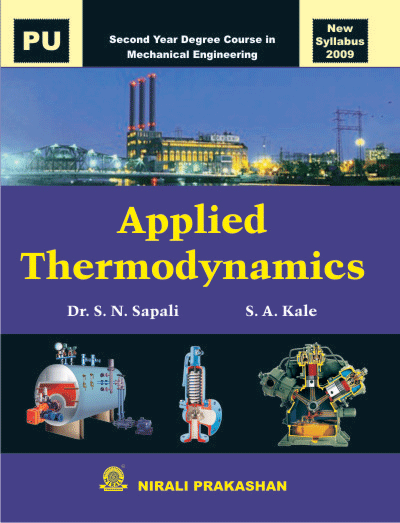 PU
Second Year Degree Course in
Mechanical Engineering
New
Syllabus
2009
Applied
Thermodynamics
Dr. S. N. Sapali
S. A. Kale
NIRALI PRAKASHAN